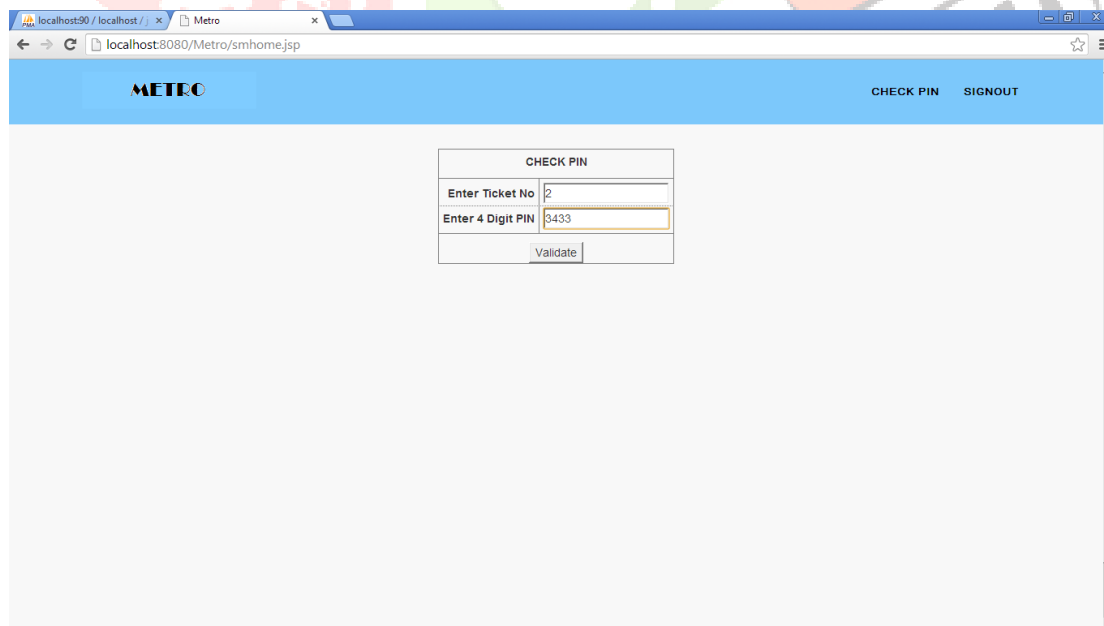 PMA localhost:90 / localhost / j
Metro
localhost:8080/Metro/smhome.jsp
METRO
CHECK PIN SIGNOUT
CHECK PIN
Enter Ticket No 2
Enter 4 Digit PIN 3433
Validate